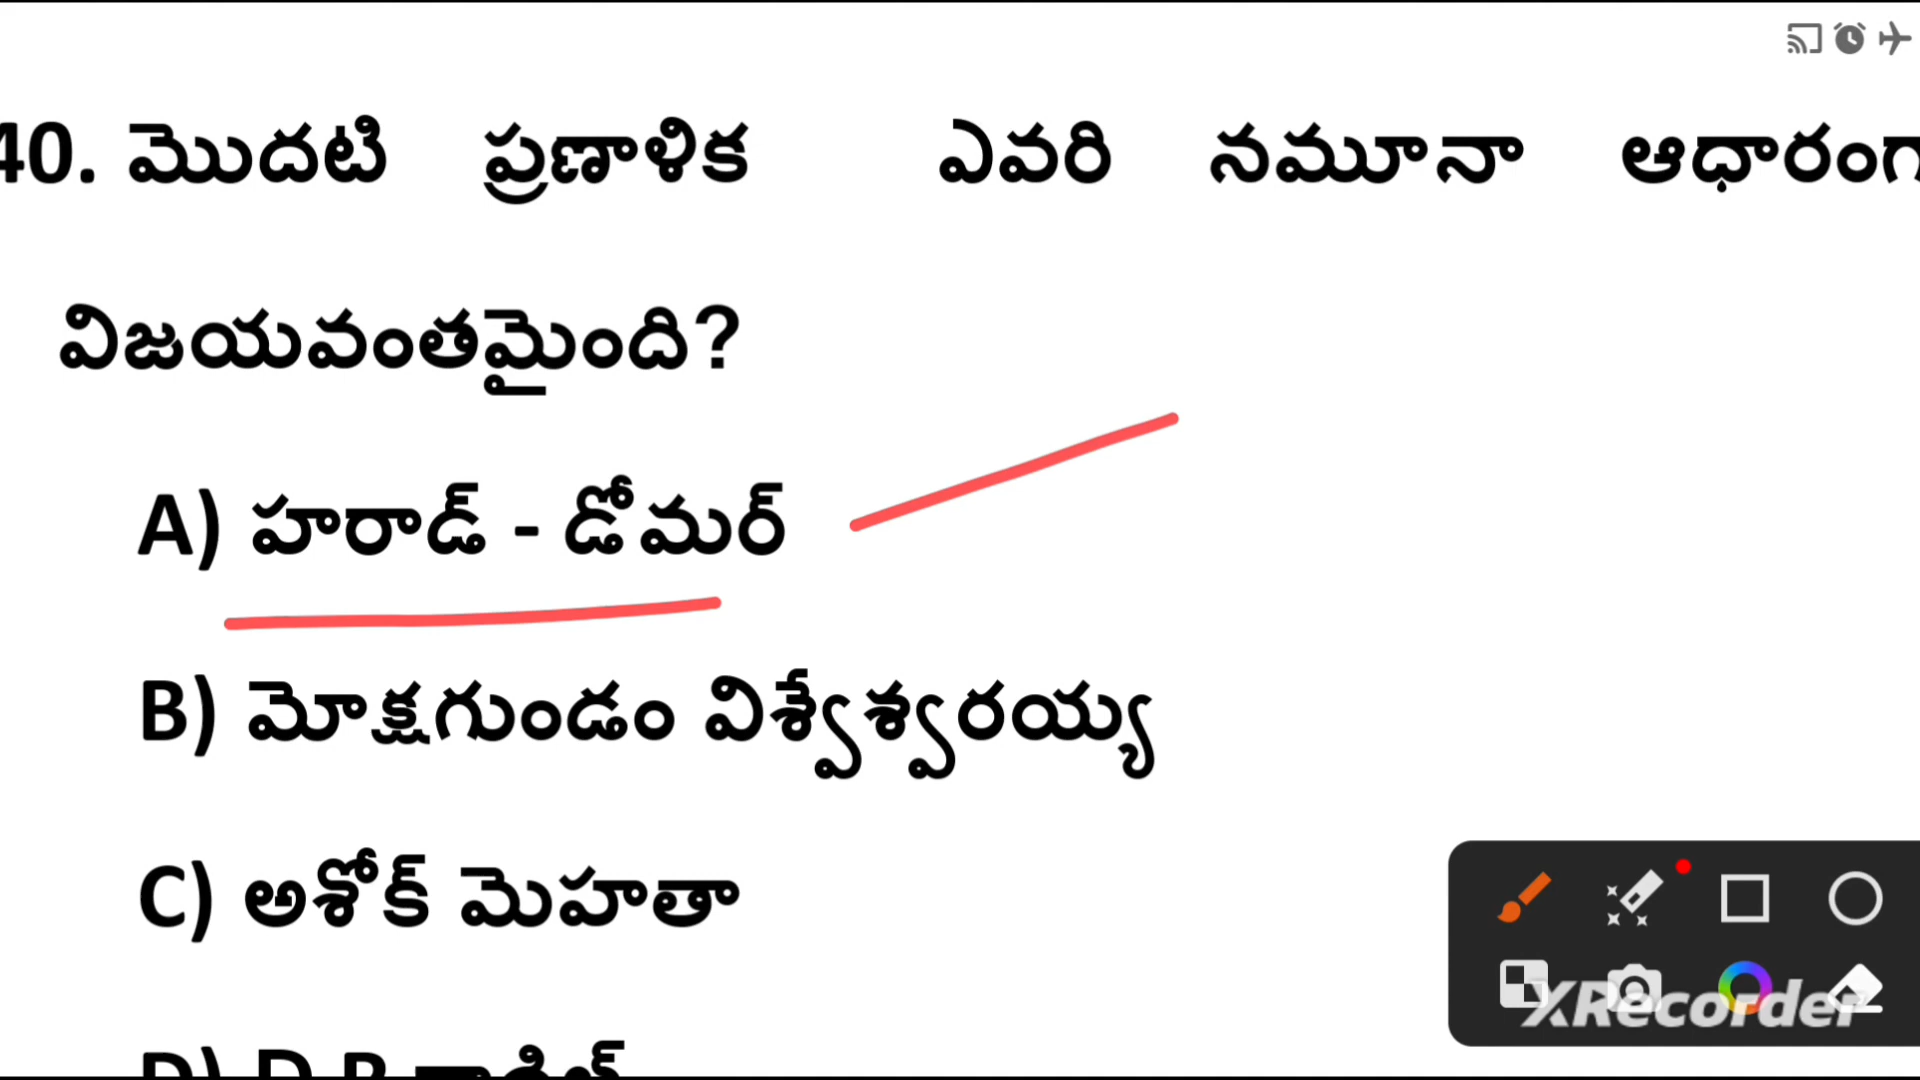 40. మొదటి ప్రణాళిక ఎవరి నమూనా ఆధారంగా
విజయవంతమైంది?
A) హరాడ్ - డోమర్
B) మోక్షగుండం విశ్వేశ్వరయ్య
C) అశోక్ మెహతా
D) D R గాడ్గిల్
XRecorder